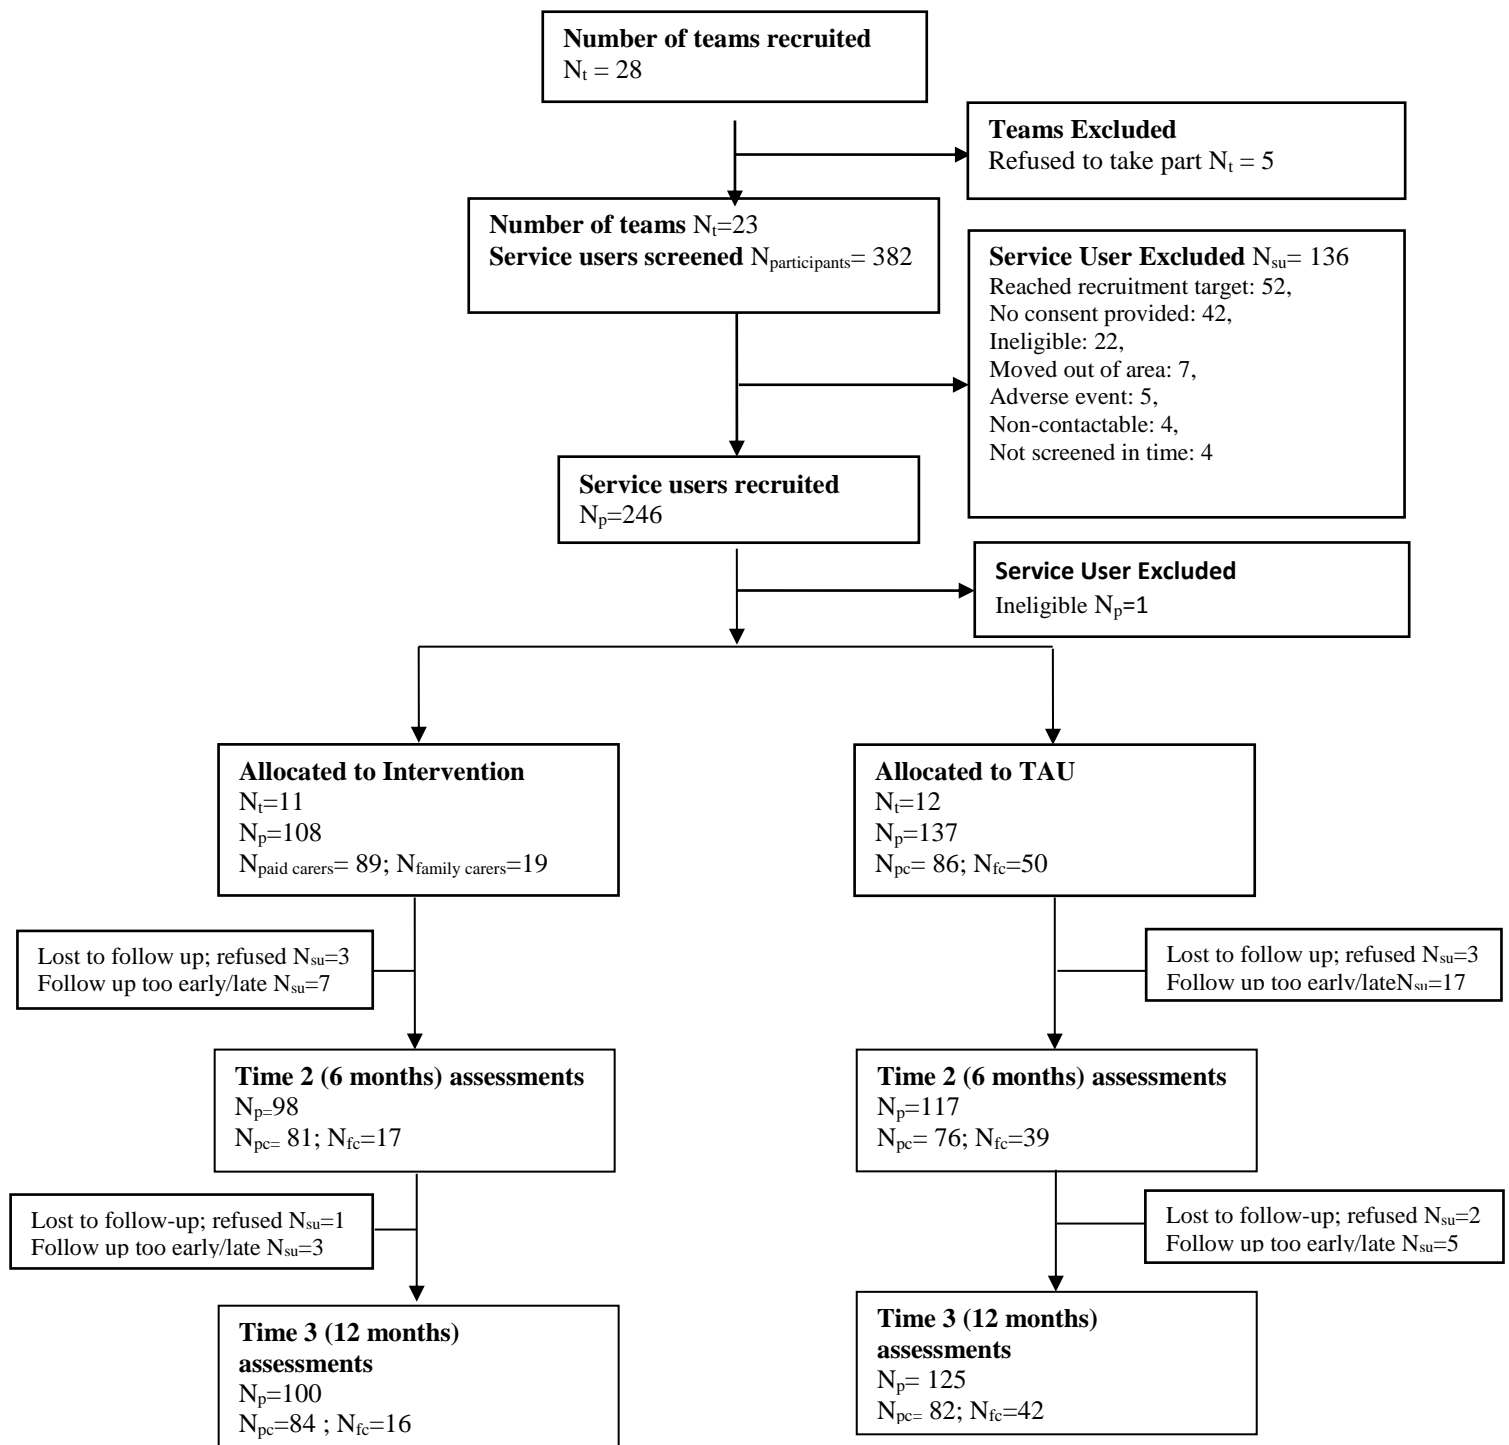 Number of teams recruited
Nt = 28
Teams Excluded
Refused to take part Nt = 5
Number of teams Nt=23
Service users screened Nparticipants= 382
Service User Excluded Nsu= 136
Reached recruitment target: 52,
No consent provided: 42,
Ineligible: 22,
Moved out of area: 7,
Adverse event: 5,
Non-contactable: 4,
Not screened in time: 4
Service users recruited
Np=246
Service User Excluded
Ineligible Np=1
Allocated to Intervention
Nt=11
Np=108
Npaid carers= 89; Nfamily carers=19
Allocated to TAU
Nt=12
Np=137
Npc= 86; Nfc=50
Lost to follow up; refused Nsu=3
Follow up too early/late Nsu=7
Lost to follow up; refused Nsu=3
Follow up too early/lateNsu=17
Time 2 (6 months) assessments
Np=98
Npc= 81; Nfc=17
Time 2 (6 months) assessments
Np=117
Npc= 76; Nfc=39
Lost to follow-up; refused Nsu=1
Follow up too early/late Nsu=3
Lost to follow-up; refused Nsu=2
Follow up too early/late Nsu=5
Time 3 (12 months)
assessments
Np=100
Npc=84 ; Nfc=16
Time 3 (12 months)
assessments
Np= 125
Npc= 82; Nfc=42